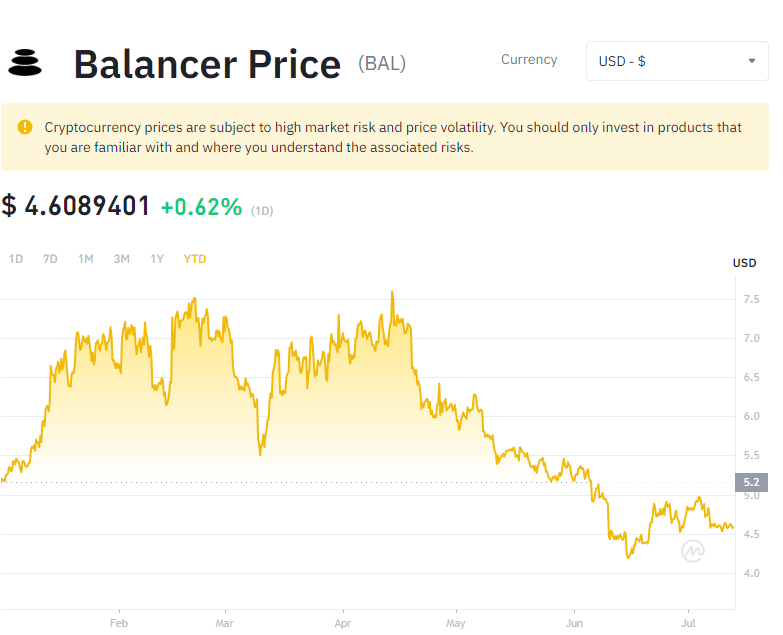 Balancer Price (BAL)
Currency
USD - $
Cryptocurrency prices are subject to high market risk and price volatility. You should only invest in products that
you are familiar with and where you understand the associated risks.
$ 4.6089401 +0.62% (1D)
1D 7D 1M 3M 1Y YTD
USD
7.5
7.0
6.5
6.0
5.5
5.2
5.0
4.5
4.0
Feb Mar Apr May Jun Jul